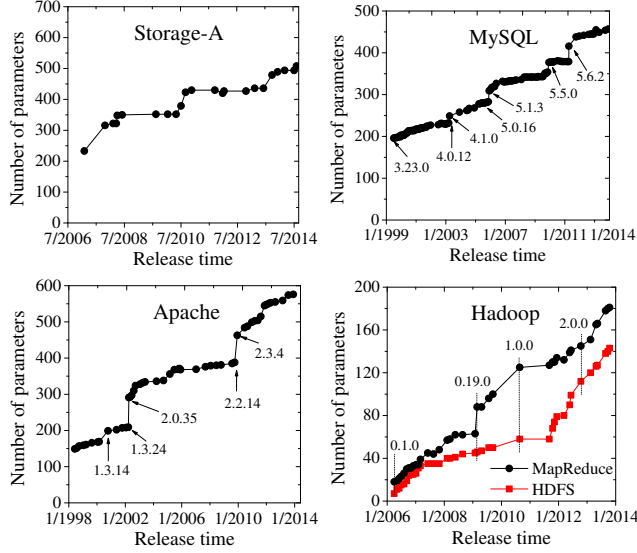 Storage-A
Number of parameters
700
600
500
400
300
200
100
0
7/2006 7/2008 7/2010 7/2012 7/2014
Release time
MySQL
Number of parameters
500
400
300
200
100
0
3.23.0
4.0.12
4.1.0
5.0.16
5.1.3
5.5.0
5.6.2
1/1999 1/2003 1/2007 1/2011 1/2014
Release time
Apache
Number of parameters
600
500
400
300
200
100
0
1.3.14
1.3.24
2.0.35
2.2.14
2.3.4
1/1998 1/2002 1/2006 1/2010 1/2014
Release time
Hadoop
Number of parameters
200
160
120
80
40
0
0.1.0
0.19.0
1.0.0
2.0.0
MapReduce
HDFS
1/2006 1/2008 1/2010 1/2012 1/2014
Release time